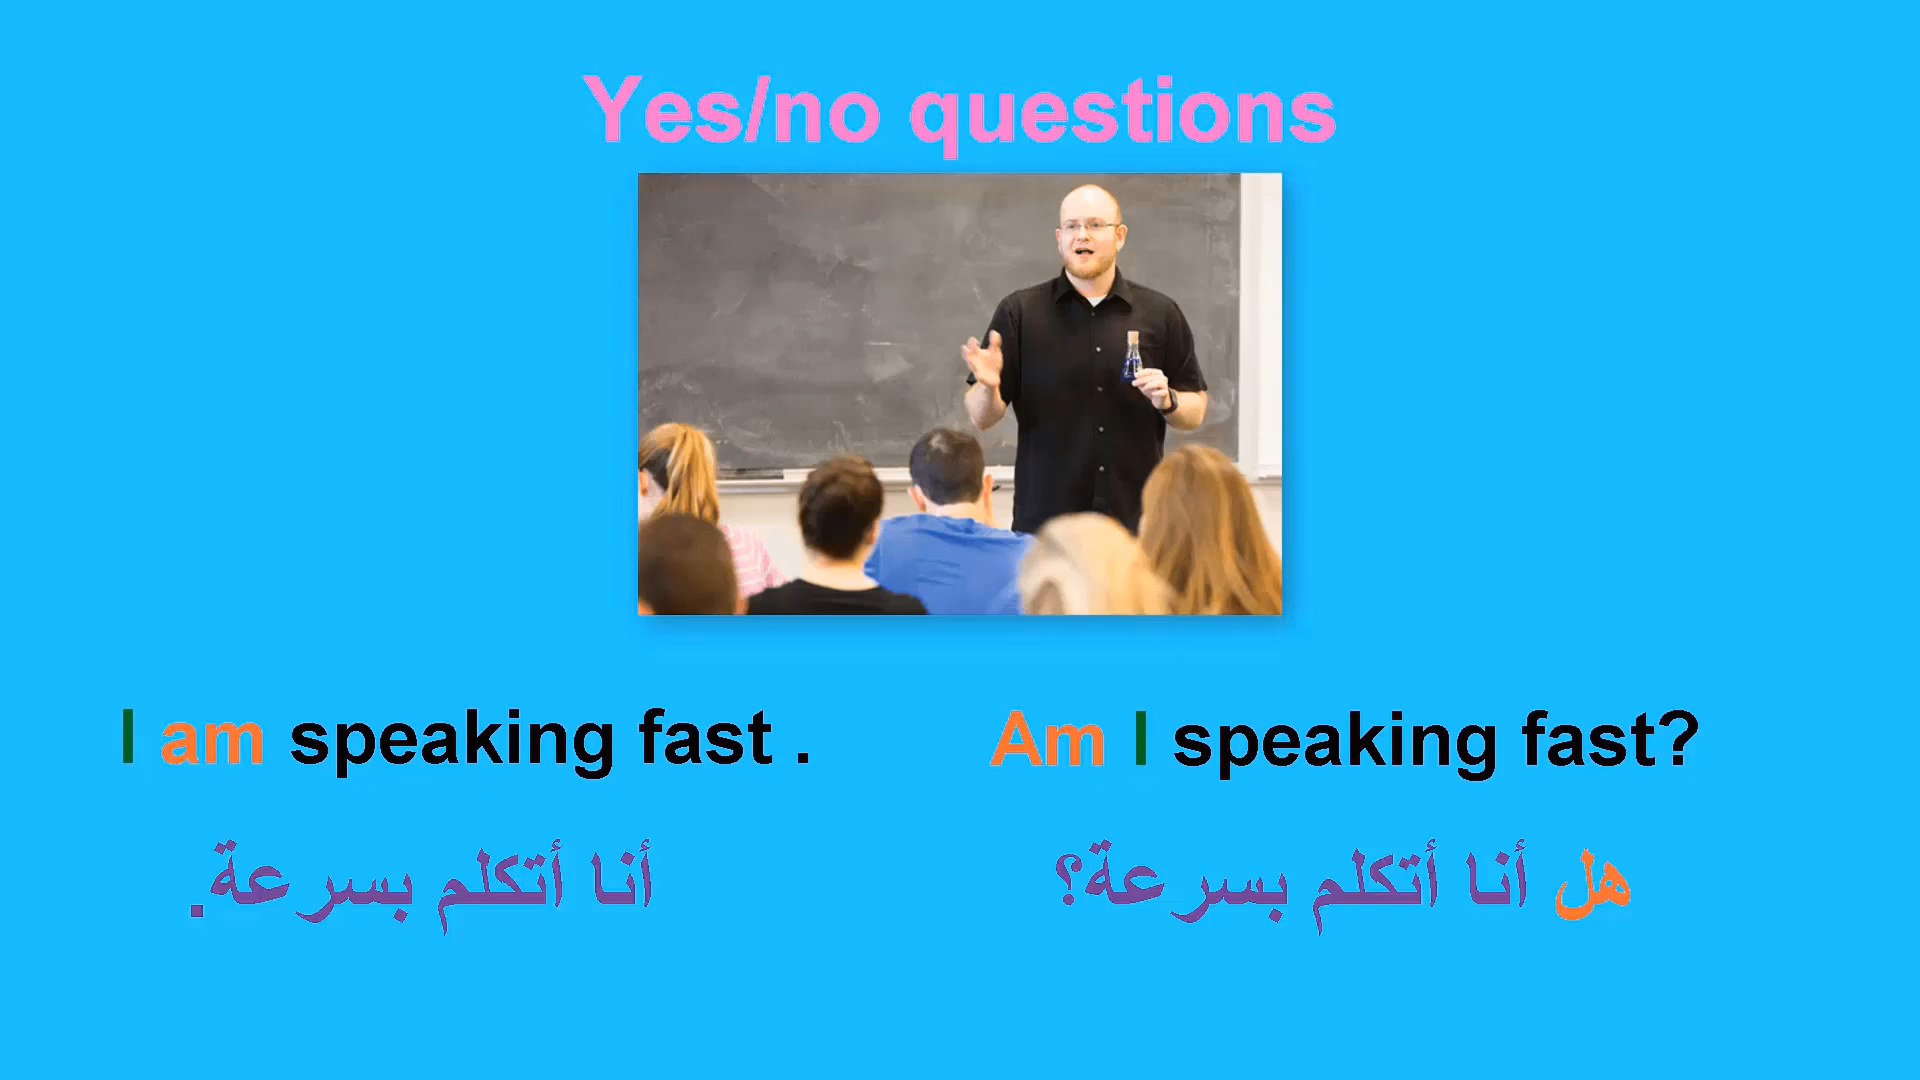 Yes/no questions
I am speaking fast .
أنا أتكلم بسرعة.
Am I speaking fast?
هل أنا أتكلم بسرعة؟